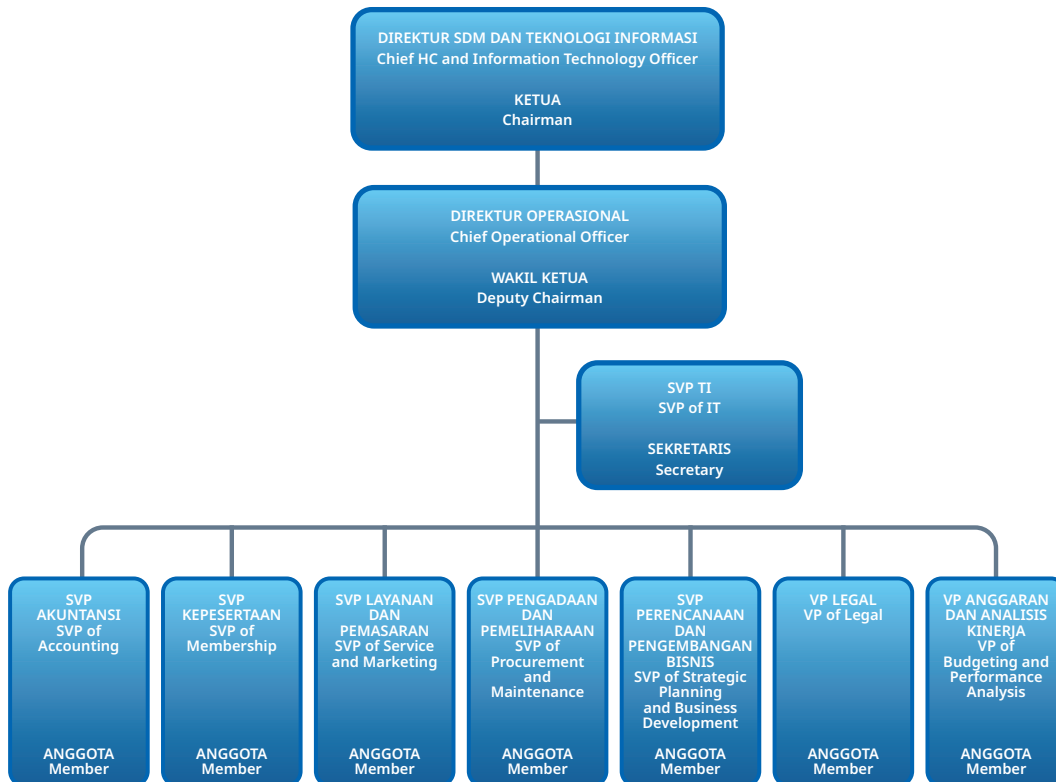 DIREKTUR SDM DAN TEKNOLOGI INFORMASI
Chief HC and Information Technology Officer
KETUA
Chairman
DIREKTUR OPERASIONAL
Chief Operational Officer
WAKIL KETUA
Deputy Chairman
SVP TI
SVP of IT
SEKRETARIS
Secretary
SVP
AKUNTANSI
SVP of
Accounting
ANGGOTA
Member
SVP
KEPESERTAAN
SVP of
Membership
ANGGOTA
Member
SVP LAYANAN
DAN
PEMASARAN
SVP of Service
and Marketing
ANGGOTA
Member
SVP PENGADAAN
DAN
PEMELIHARAAN
SVP of
Procurement
and
Maintenance
ANGGOTA
Member
SVP
PERENCANAAN
DAN
PENGEMBANGAN
BISNIS
SVP of Strategic
Planning
and Business
Development
ANGGOTA
Member
VP LEGAL
VP of Legal
ANGGOTA
Member
VP ANGGARAN
DAN ANALISIS
KINERJA
VP of
Budgeting and
Performance
Analysis
ANGGOTA
Member